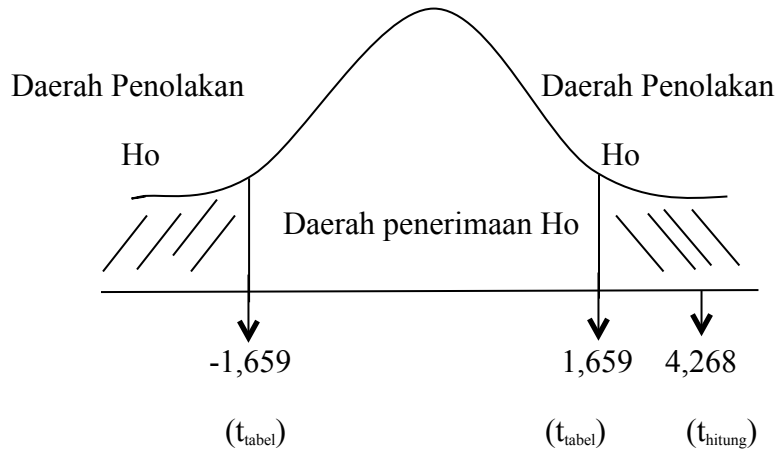 Daerah Penolakan Daerah Penolakan
Ho Ho
Daerah penerimaan Ho
-1,659 1,659 4,268
(ttabel) (ttabel) (thitung)